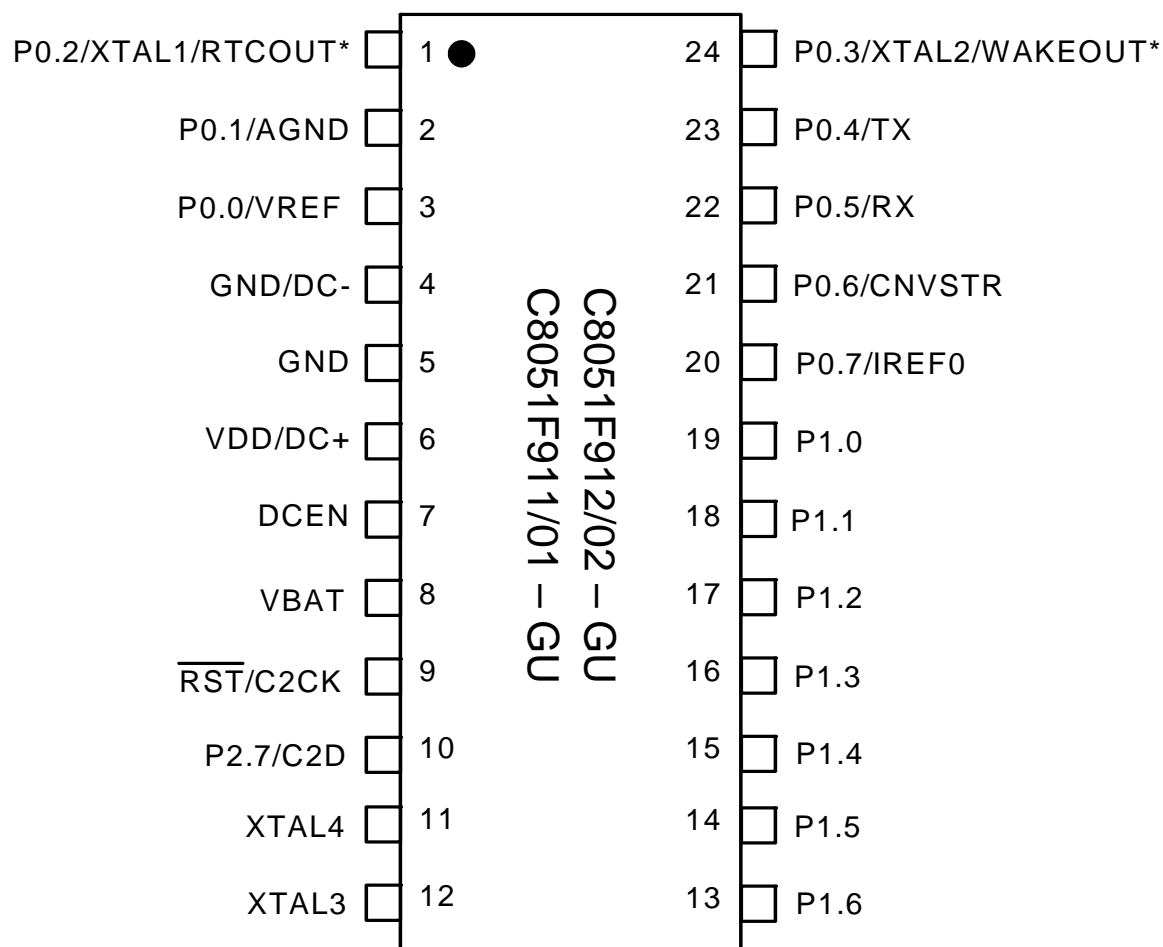 P0.2/XTAL1/RTCOUT* 1 24 P0.3/XTAL2/WAKEOUT*
P0.1/AGND 2 23 P0.4/TX
P0.0/VREF 3 22 P0.5/RX
GND/DC- 4 21 P0.6/CNVSTR
GND 5 20 P0.7/IREF0
VDD/DC+ 6 19 P1.0
DCEN 7 18 P1.1
VBAT 8 17 P1.2
RST/C2CK 9 16 P1.3
P2.7/C2D 10 15 P1.4
XTAL4 11 14 P1.5
XTAL3 12 13 P1.6
C8051F912/02 – GU
C8051F911/01 – GU